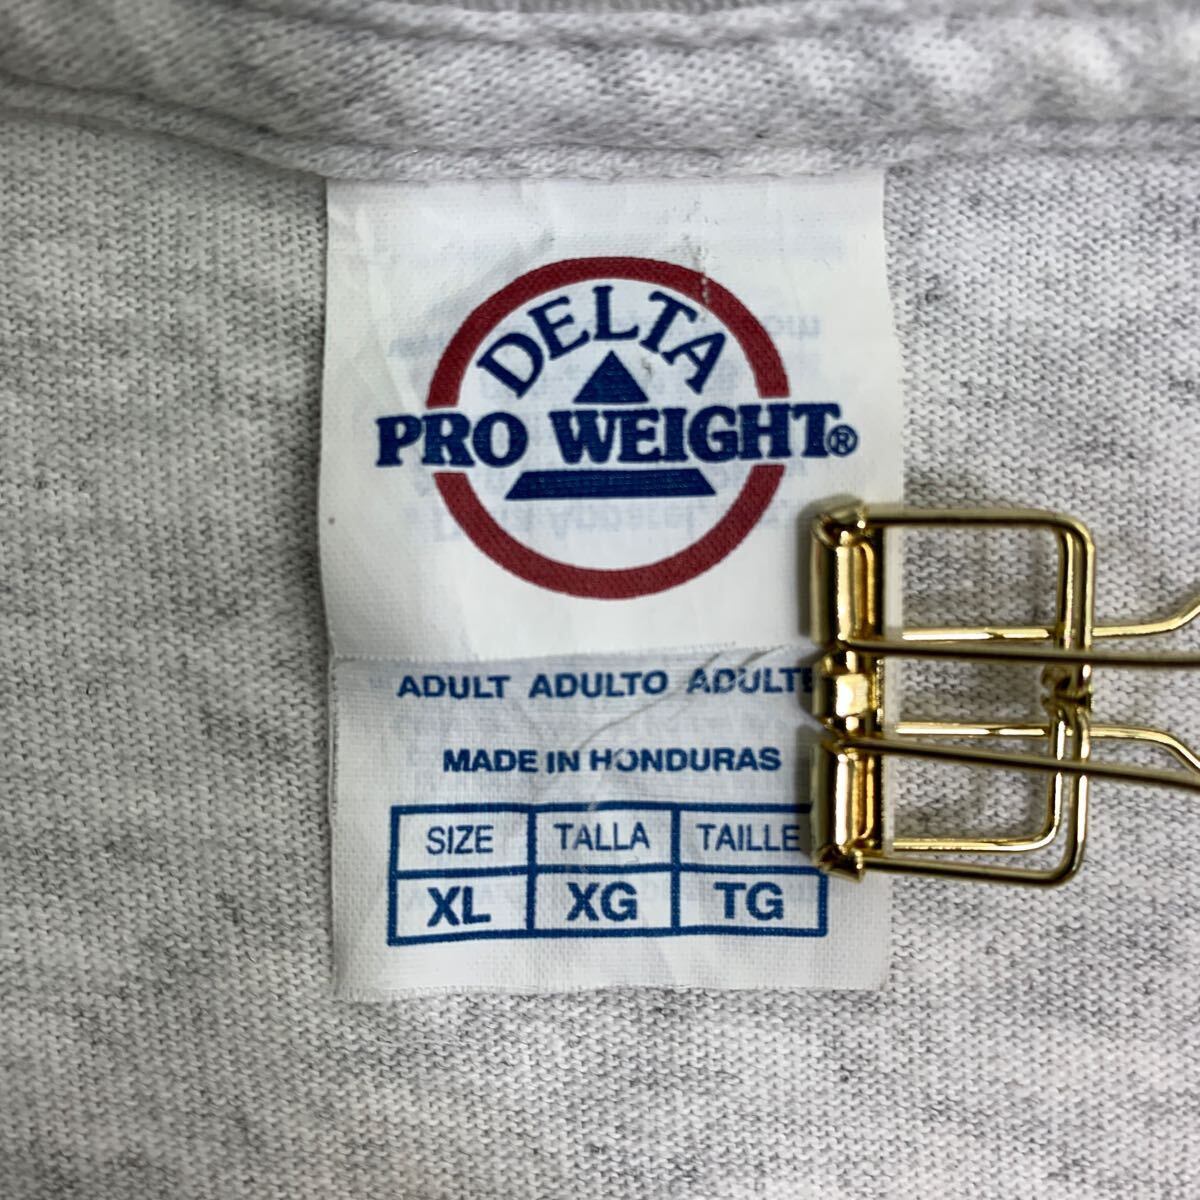 DELTA
PRO WEIGHT®
ADULT ADULTO ADULTE
MADE IN HONDURAS
SIZE TALLA TAILLE
XL XG TG